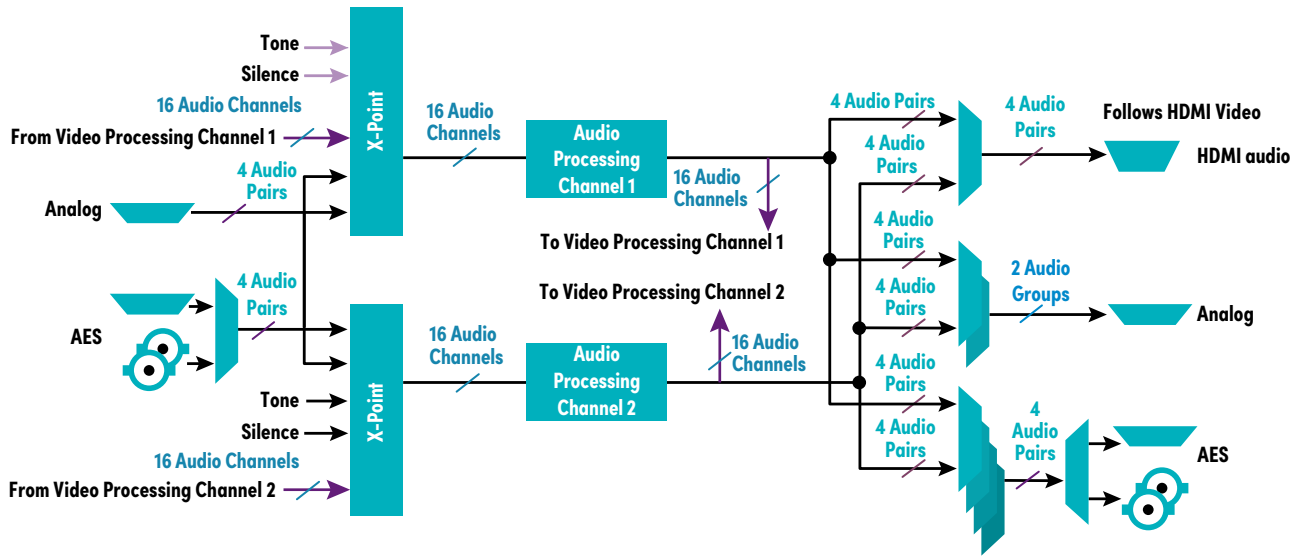 Tone
Silence
16 Audio Channels
From Video Processing Channel 1
X-Point
4 Audio
Pairs
Analog
4 Audio
Pairs
AES
Tone
Silence
16 Audio Channels
From Video Processing Channel 2
X-Point
16 Audio
Channels
Audio
Processing
Channel 1
16 Audio
Channels
To Video Processing Channel 1
To Video Processing Channel 2
16 Audio
Channels
Audio
Processing
Channel 2
16 Audio
Channels
4 Audio Pairs
4 Audio
Pairs
4 Audio
Pairs
Follows HDMI Video
HDMI audio
4 Audio
Pairs
4 Audio
Pairs
2 Audio
Groups
Analog
4 Audio
Pairs
4 Audio
Pairs
4
Audio
Pairs
AES